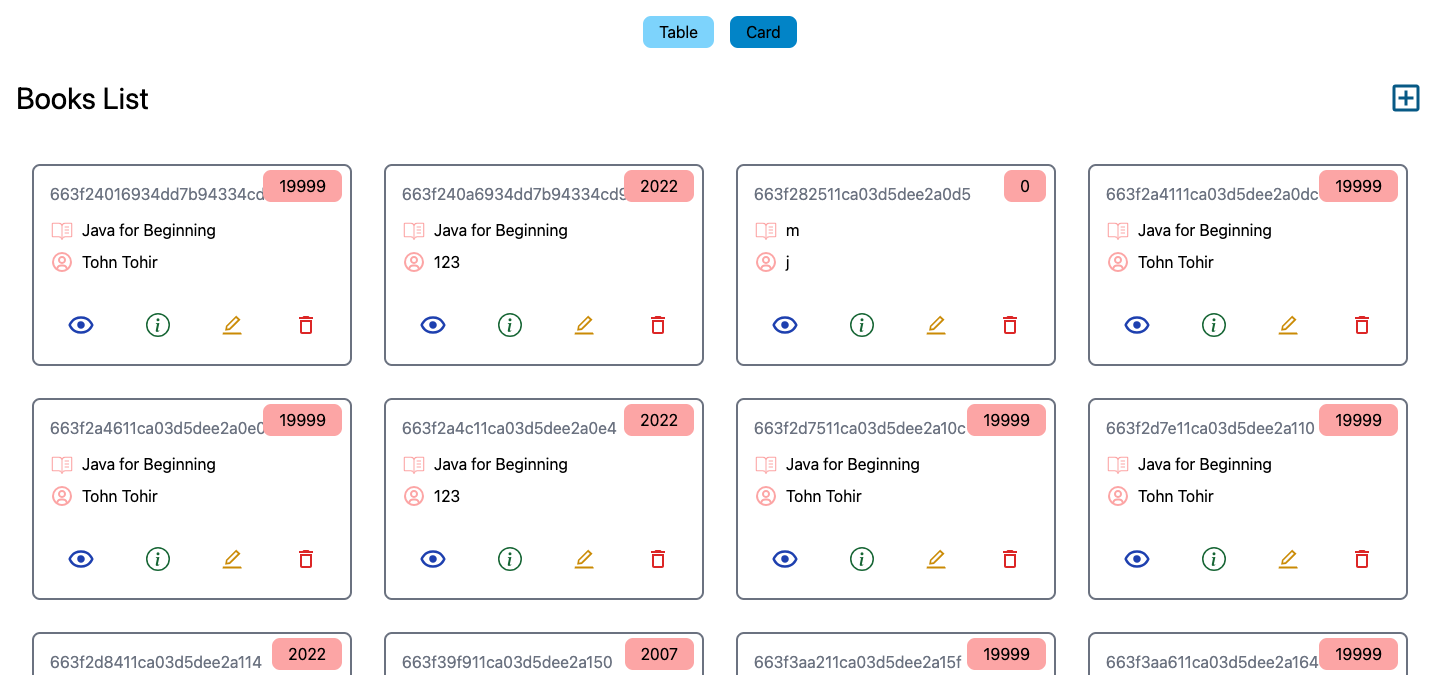 Table
Card
Books List
663f24016934dd7b94334cd
19999
Java for Beginning
Tohn Tohir
663f240a6934dd7b94334cd9
2022
Java for Beginning
123
663f282511ca03d5dee2a0d5
0
m
j
663f2a4111ca03d5dee2a0dc
19999
Java for Beginning
Tohn Tohir
663f2a4611ca03d5dee2a0e0
19999
Java for Beginning
Tohn Tohir
663f2a4c11ca03d5dee2a0e4
2022
Java for Beginning
123
663f2d7511ca03d5dee2a10c
19999
Java for Beginning
Tohn Tohir
663f2d7e11ca03d5dee2a110
19999
Java for Beginning
Tohn Tohir
663f2d8411ca03d5dee2a114
2022
663f39f911ca03d5dee2a150
2007
663f3aa211ca03d5dee2a15f
19999
663f3aa611ca03d5dee2a164
19999